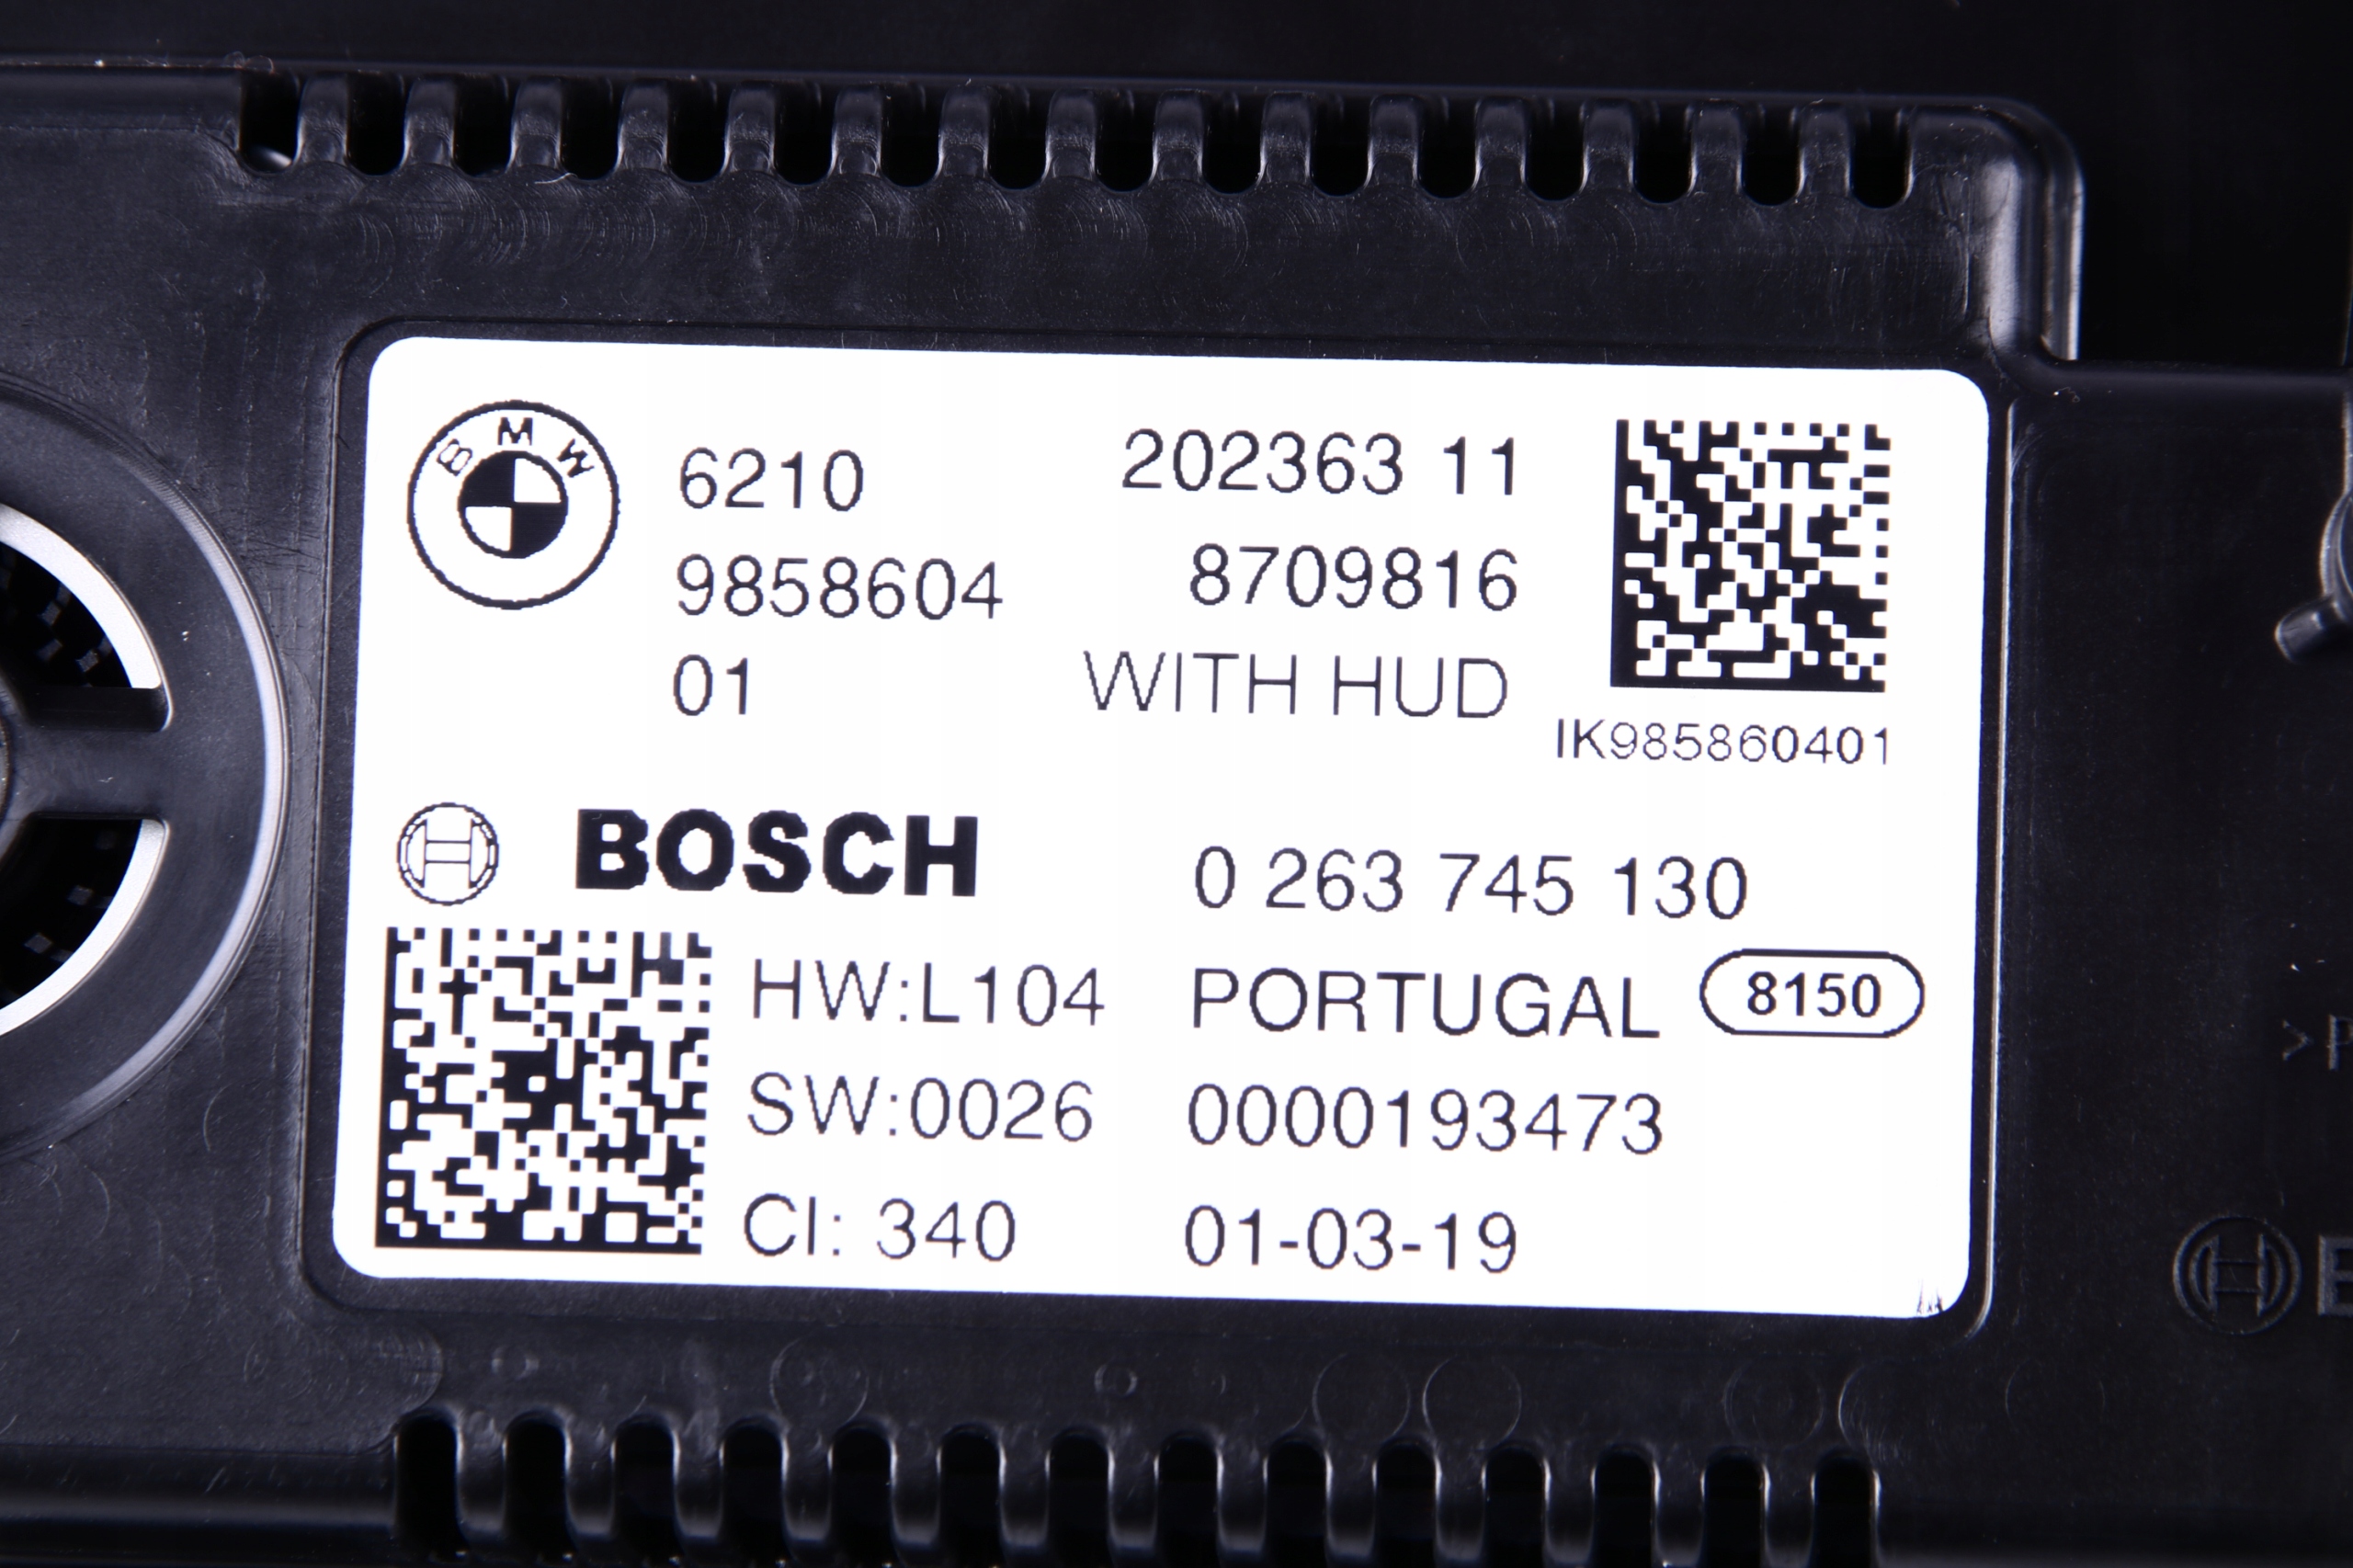 BMW
6210 202363 11
9858604 8709816
01 WITH HUD
IK985860401
BOSCH 0 263 745 130
HW:L104 PORTUGAL 8150
SW:0026 0000193473
CI: 340 01-03-19
>P